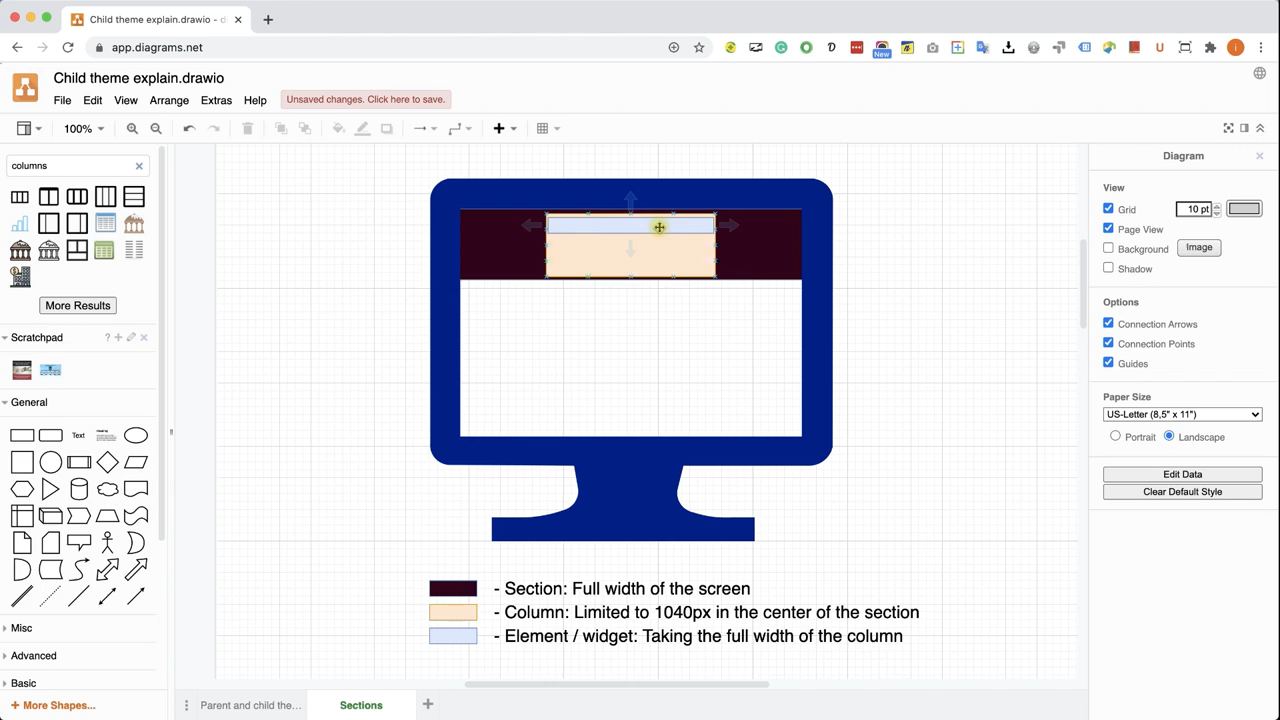 Child theme explain.drawio - d
app.diagrams.net
New
Child theme explain.drawio
File Edit View Arrange Extras Help Unsaved changes. Click here to save.
100%
columns
More Results
Scratchpad
General
Text
Misc
Advanced
Basic
+ More Shapes...
- Section: Full width of the screen
- Column: Limited to 1040px in the center of the section
- Element / widget: Taking the full width of the column
Parent and child the...
Sections
Diagram
View
Grid 10 pt
Page View
Background Image
Shadow
Options
Connection Arrows
Connection Points
Guides
Paper Size
US-Letter (8,5" x 11")
Portrait Landscape
Edit Data
Clear Default Style